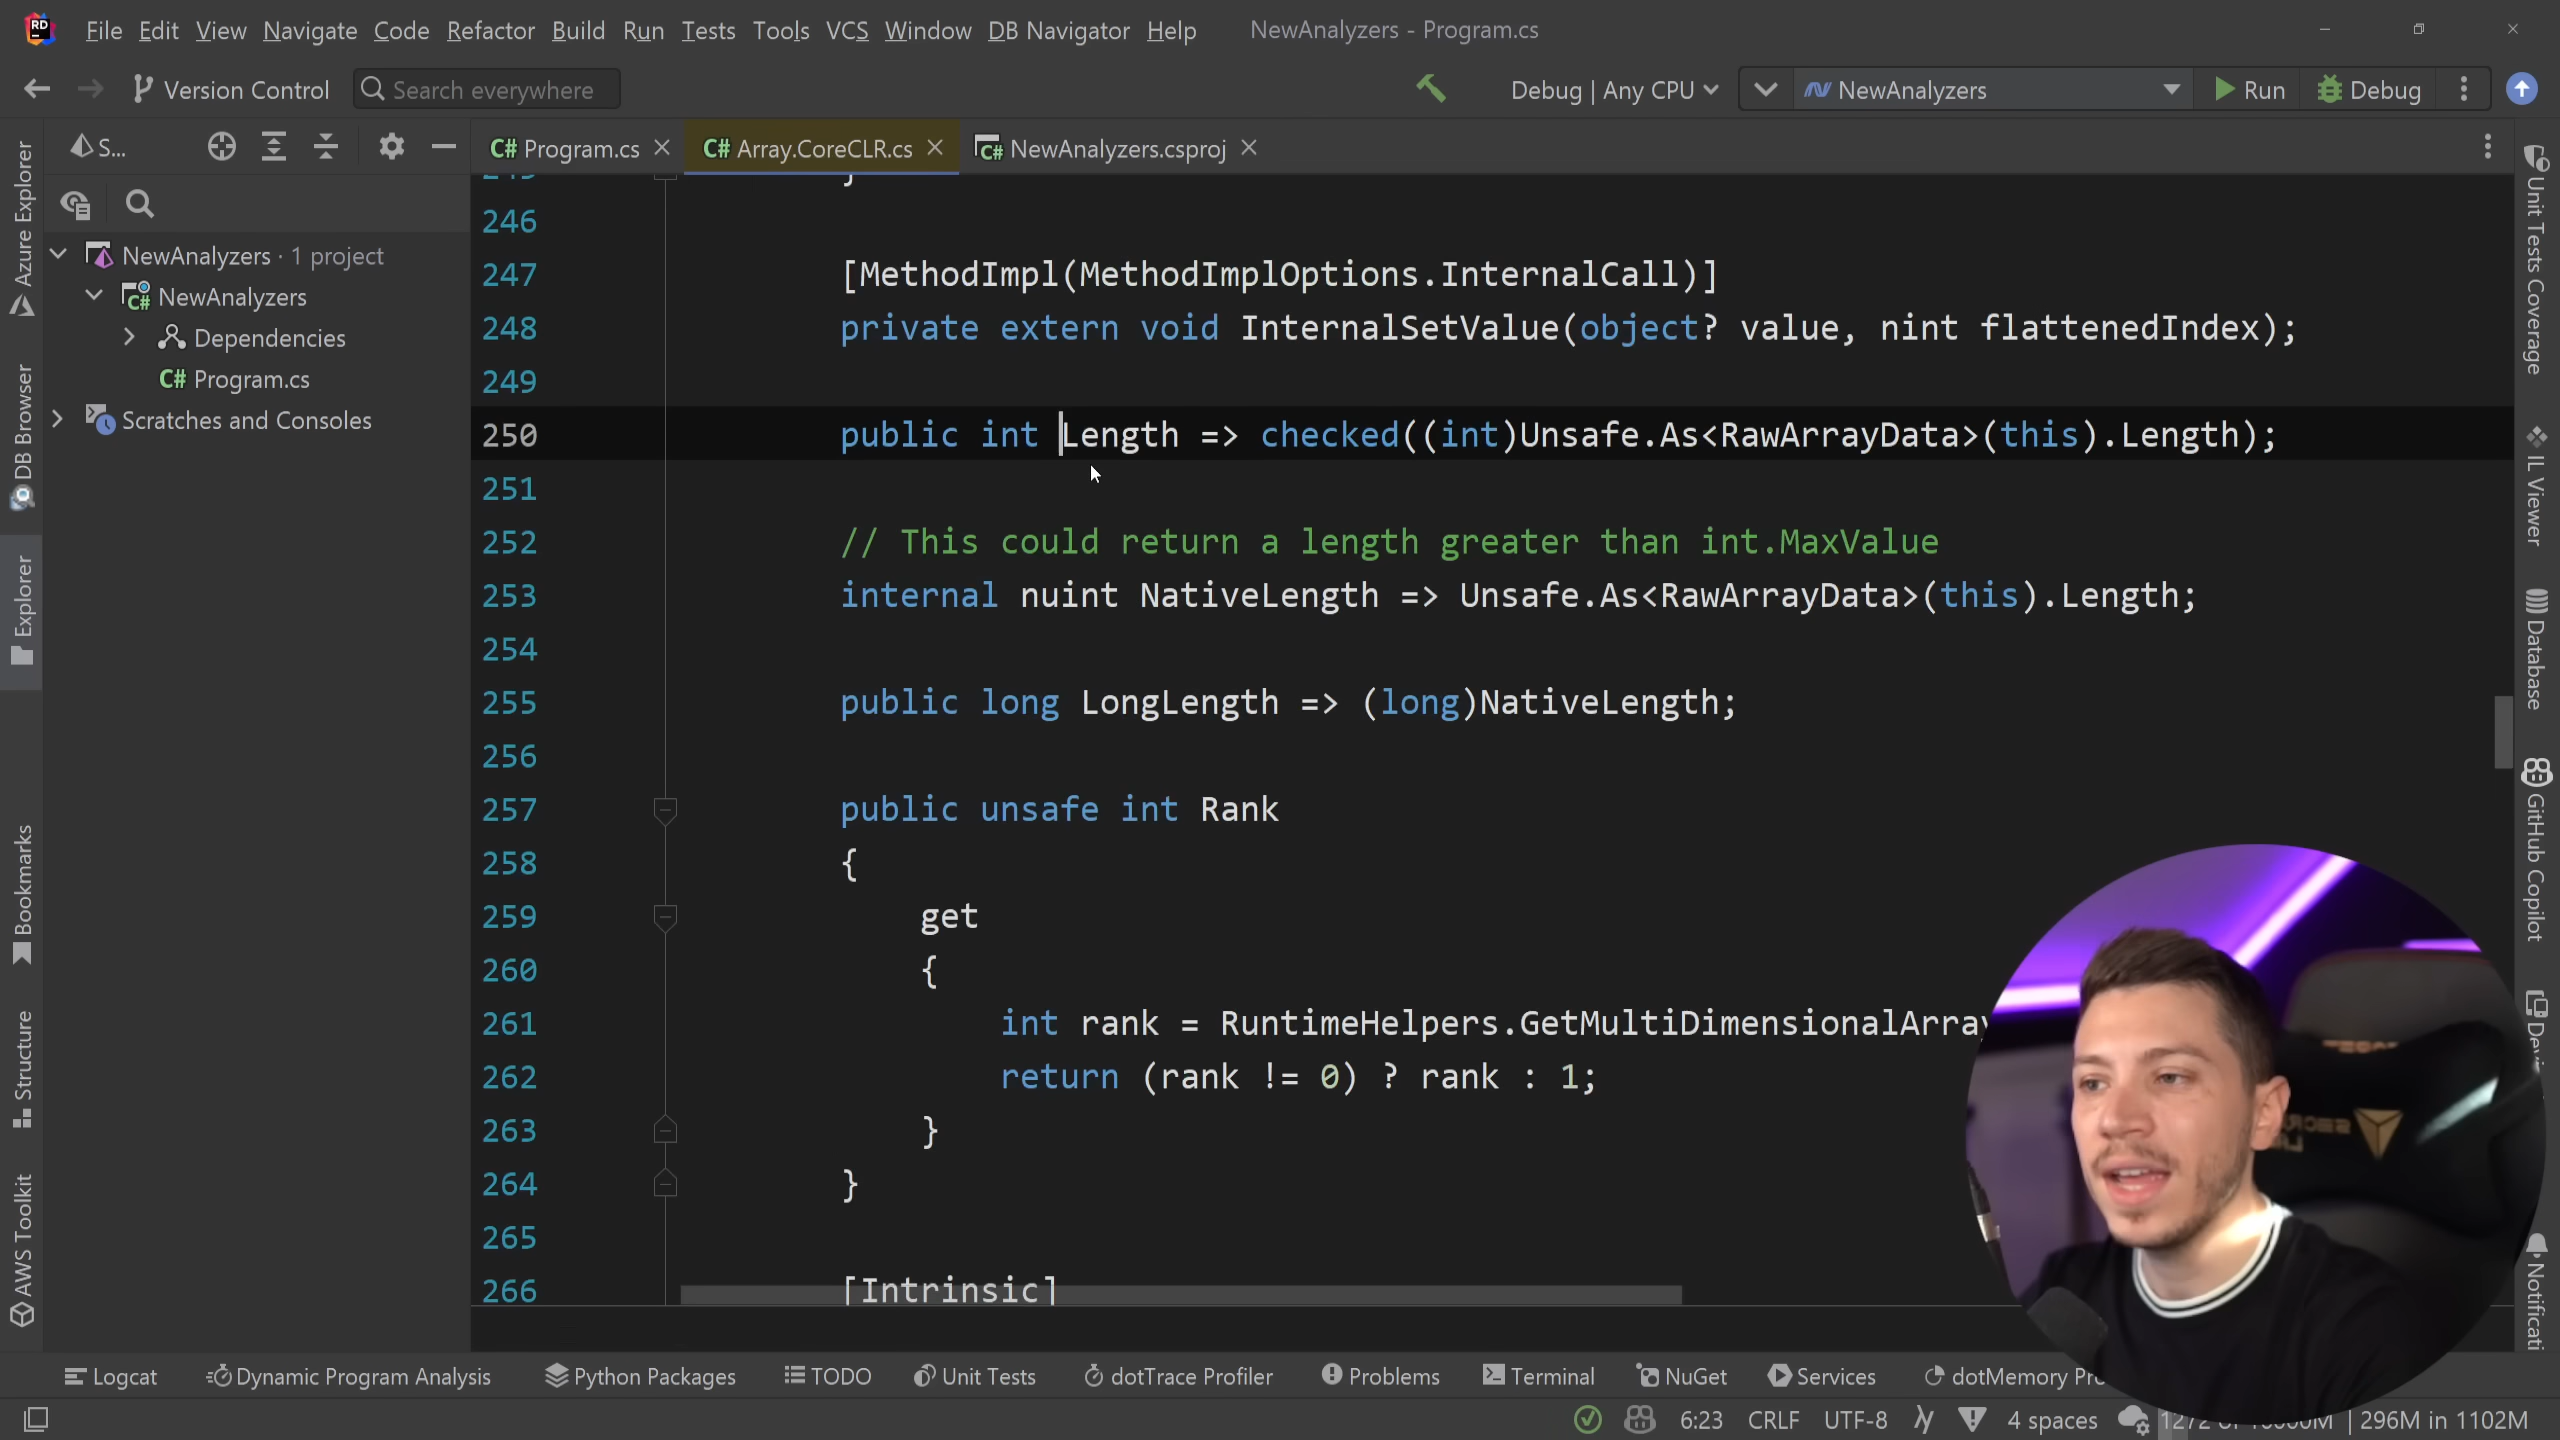 File Edit View Navigate Code Refactor Build Run Tests Tools VCS Window DB Navigator Help NewAnalyzers - Program.cs
Version Control Search everywhere Debug | Any CPU NewAnalyzers Run Debug
S... C# Program.cs C# Array.CoreCLR.cs C# NewAnalyzers.csproj
NewAnalyzers · 1 project
C# NewAnalyzers
Dependencies
C# Program.cs
Scratches and Consoles
Azure Explorer
DB Browser
Explorer
Bookmarks
Structure
AWS Toolkit
}
246
247 [MethodImpl(MethodImplOptions.InternalCall)]
248 private extern void InternalSetValue(object? value, nint flattenedIndex);
249
250 public int Length => checked((int)Unsafe.As<RawArrayData>(this).Length);
251
252 // This could return a length greater than int.MaxValue
253 internal nuint NativeLength => Unsafe.As<RawArrayData>(this).Length;
254
255 public long LongLength => (long)NativeLength;
256
257 public unsafe int Rank
258 {
259 get
260 {
261 int rank = RuntimeHelpers.GetMultiDimensionalArray
262 return (rank != 0) ? rank : 1;
263 }
264 }
265
266 [Intrinsic]
Unit Tests Coverage
IL Viewer
Database
GitHub Copilot
Notificati
Logcat Dynamic Program Analysis Python Packages TODO Unit Tests dotTrace Profiler Problems Terminal NuGet Services dotMemory Pro
6:23 CRLF UTF-8 4 spaces 296M in 1102M